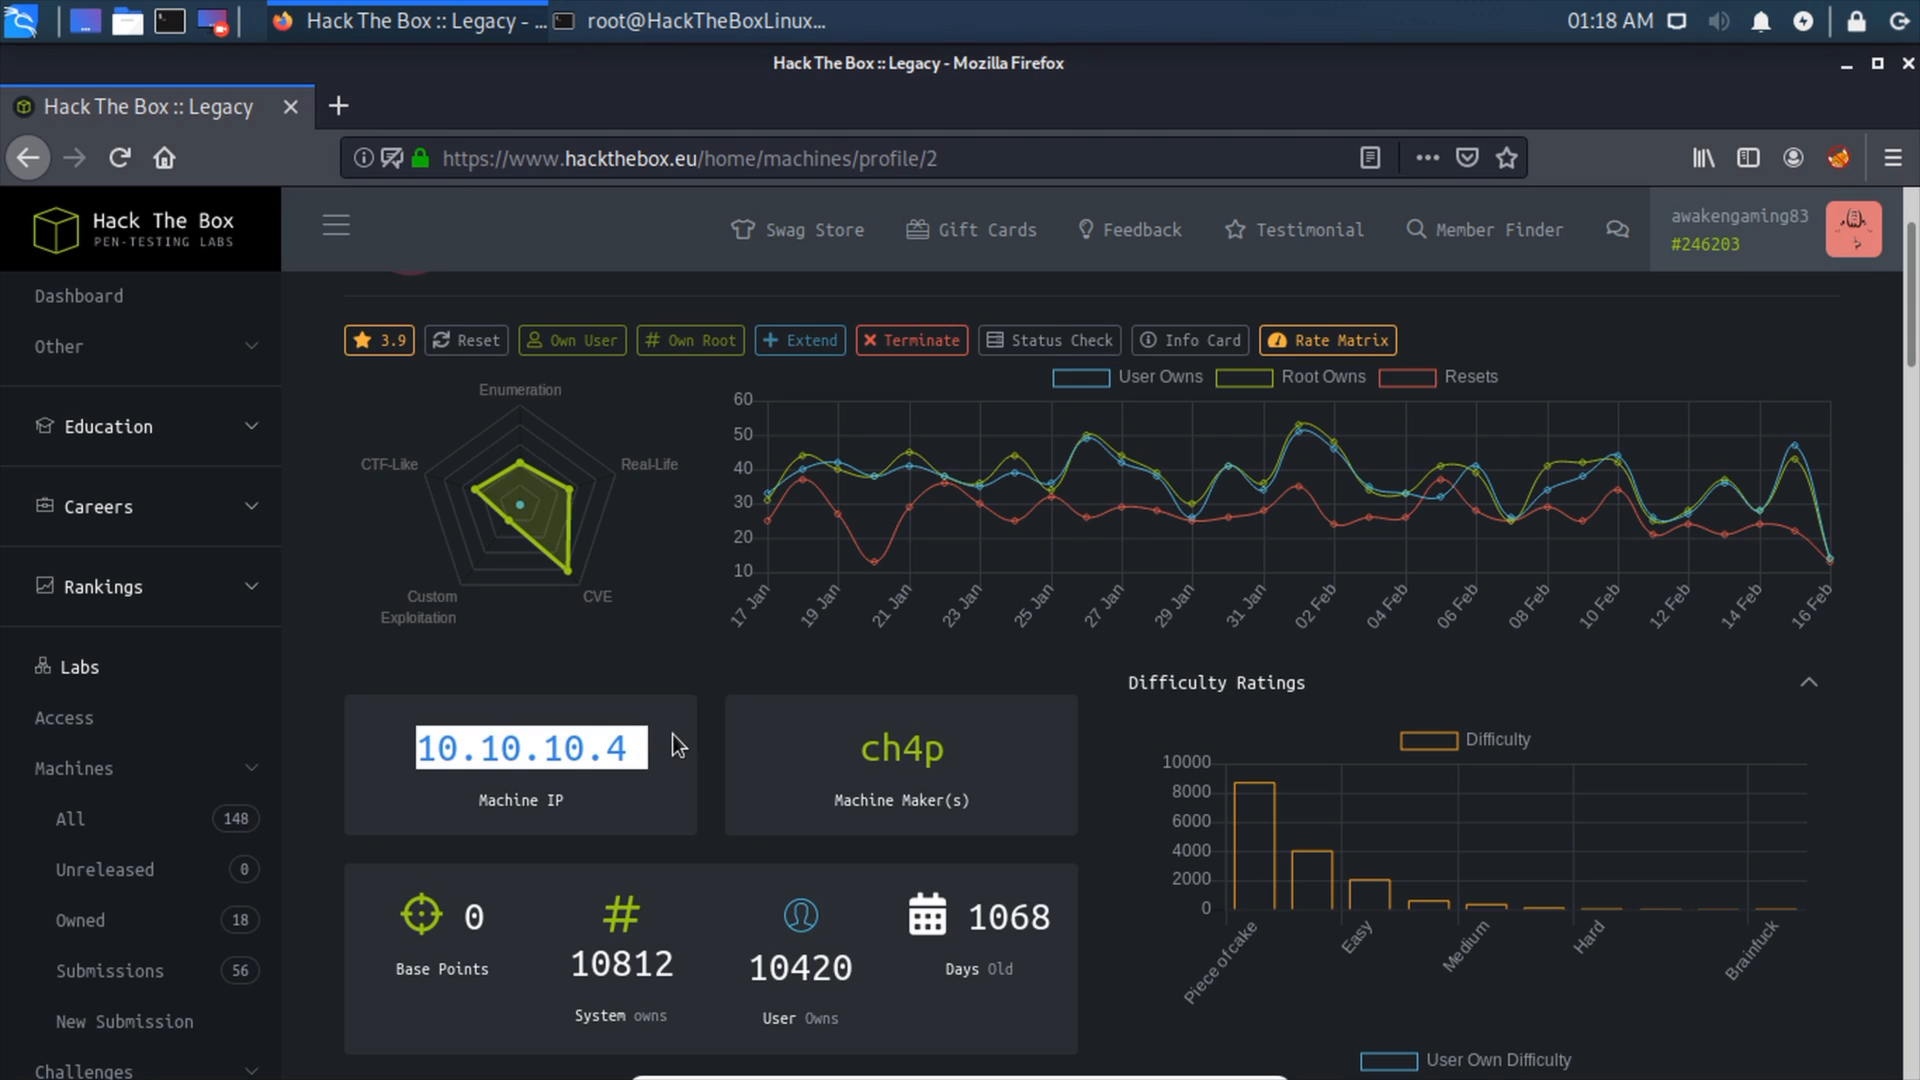 Hack The Box :: Legacy - ...
root@HackTheBoxLinux...
01:18 AM
Hack The Box :: Legacy - Mozilla Firefox
Hack The Box :: Legacy
https://www.hackthebox.eu/home/machines/profile/2
Hack The Box
PEN-TESTING LABS
Swag Store
Gift Cards
Feedback
Testimonial
Member Finder
awakengaming83
#246203
Dashboard
Other
Education
Careers
Rankings
Labs
Access
Machines
All 148
Unreleased 0
Owned 18
Submissions 56
New Submission
Challenges
3.9
Reset
Own User
# Own Root
+ Extend
Terminate
Status Check
Info Card
Rate Matrix
Enumeration
CTF-Like
Real-Life
Custom
Exploitation
CVE
User Owns
Root Owns
Resets
60
50
40
30
20
10
17 Jan
19 Jan
21 Jan
23 Jan
25 Jan
27 Jan
29 Jan
31 Jan
02 Feb
04 Feb
06 Feb
08 Feb
10 Feb
12 Feb
14 Feb
16 Feb
10.10.10.4
Machine IP
ch4p
Machine Maker(s)
0
Base Points
#
10812
System owns
10420
User Owns
1068
Days Old
Difficulty Ratings
Difficulty
10000
8000
6000
4000
2000
0
Piece of cake
Easy
Medium
Hard
Brainfuck
User Own Difficulty